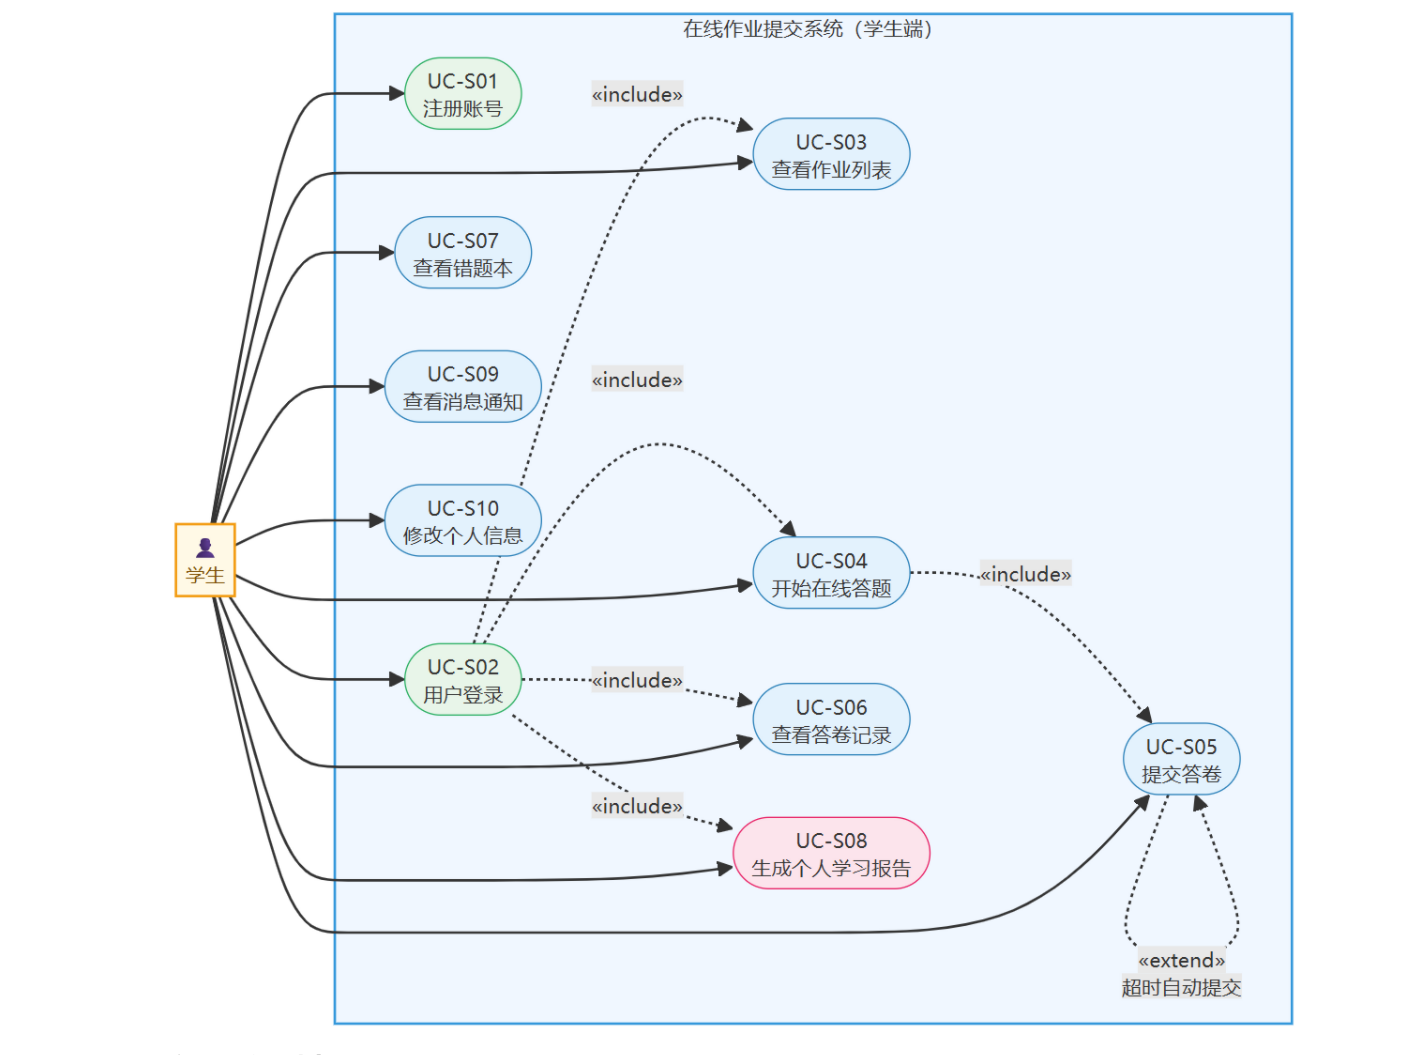 在线作业提交系统（学生端）
UC-S01
注册账号
«include»
UC-S03
查看作业列表
UC-S07
查看错题本
UC-S09
查看消息通知
«include»
UC-S10
修改个人信息
学生
UC-S04
开始在线答题
«include»
UC-S02
用户登录
«include»
UC-S06
查看答卷记录
UC-S05
提交答卷
«include»
UC-S08
生成个人学习报告
«extend»
超时自动提交